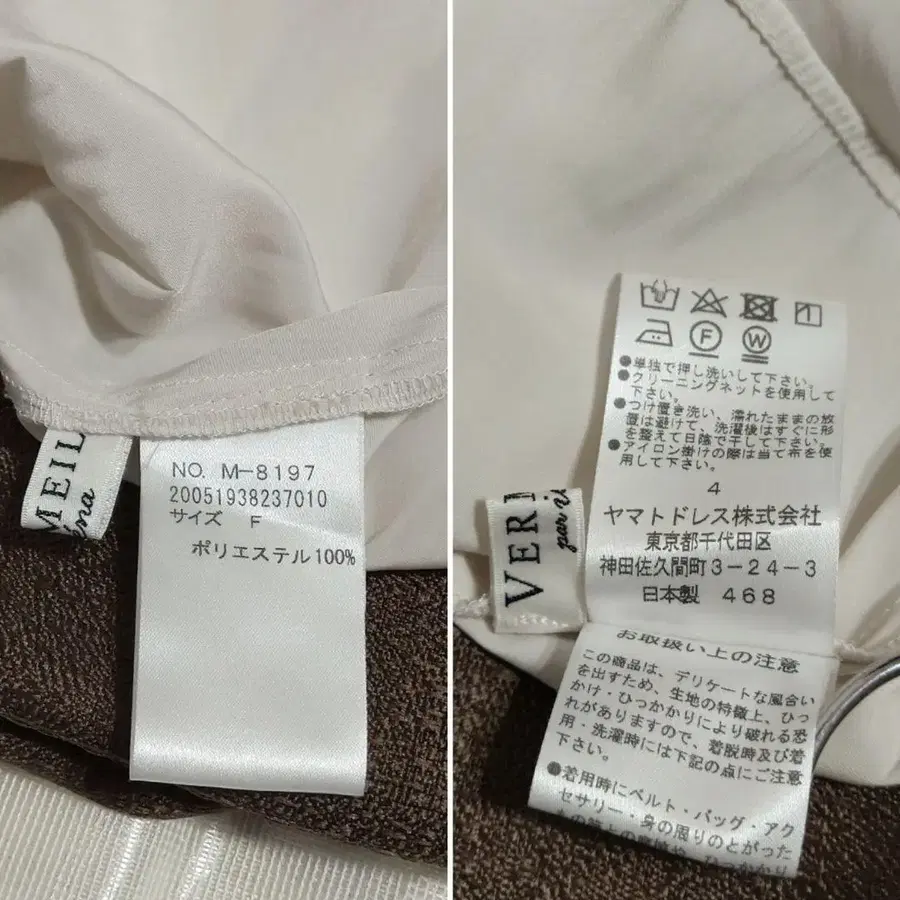 MEIL
ena
NO. M-8197
20051938237010
サイズ F
ポリエステル100%
VER
par
F
W
●単独で押し洗いして下さい。
●クリーニングネットを使用して
下さい。
●つけ置き洗い、濡れたままの放
置は避けて、洗濯後はすぐに形
を整えて日陰で干して下さい。
●アイロン掛けの際は当て布を使
用して下さい。
4
ヤマトドレス株式会社
東京都千代田区
神田佐久間町3-24-3
日本製 468
お取扱い上の注意
この商品は、デリケートな風合い
を出すため、生地の特徴上、ひっ
かけ・ひっかかりにより破れる恐
れがありますので、着脱時及び着
用・洗濯時には下記の点にご注意
下さい。
●着用時にベルト・バッグ・アク
セサリー・身の周りのとがった